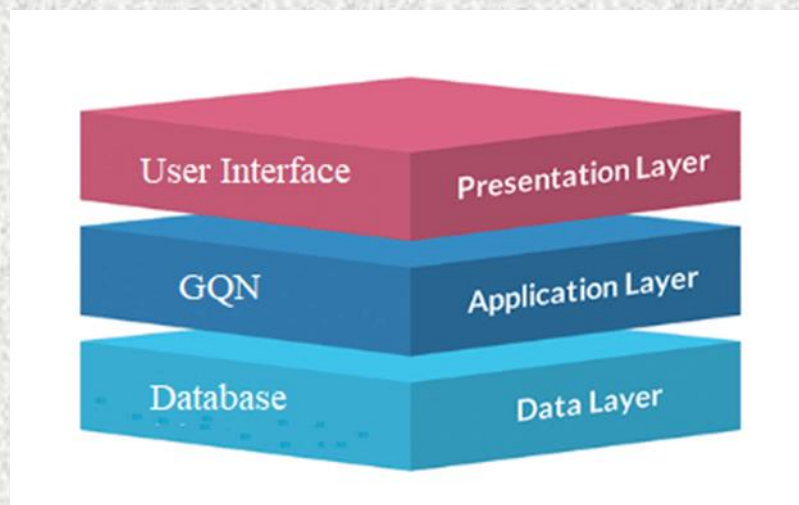 User Interface
Presentation Layer
GQN
Application Layer
Database
Data Layer